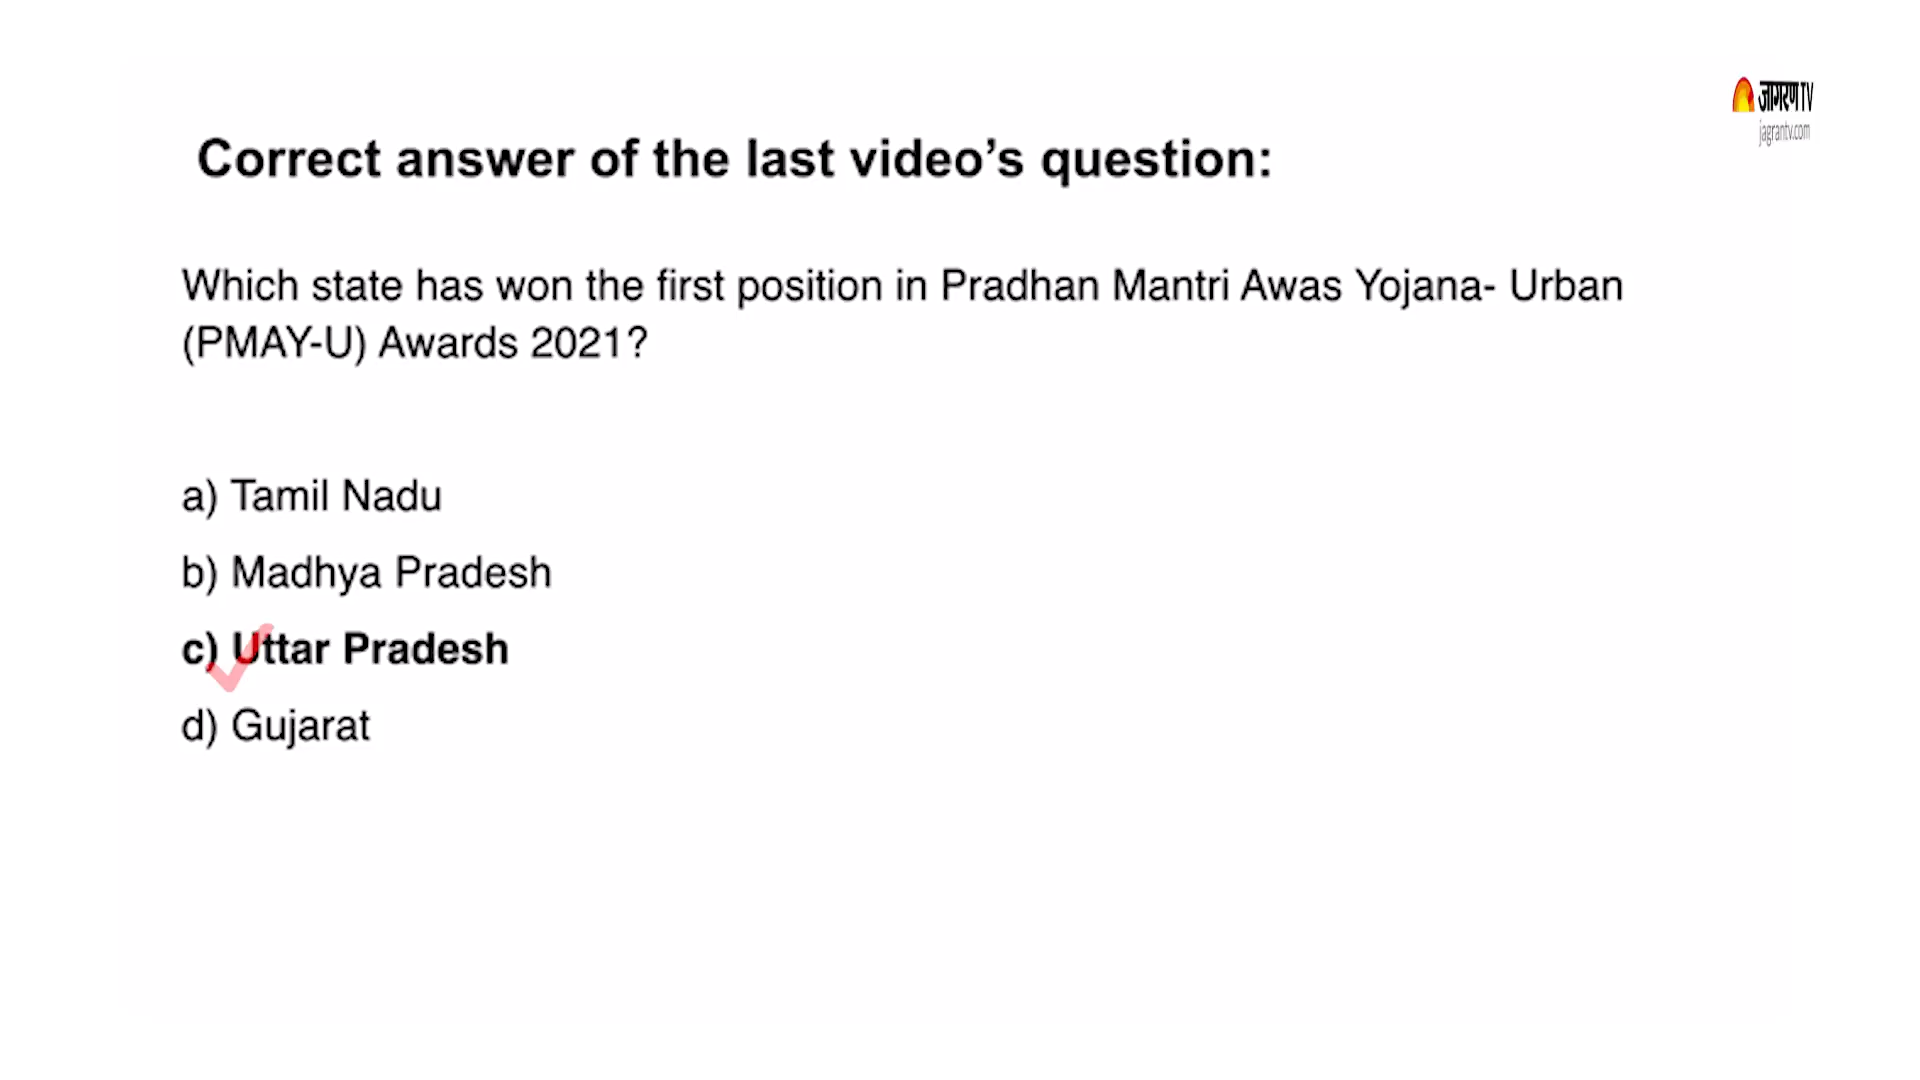 जागरण TV
jagrantv.com
Correct answer of the last video’s question:
Which state has won the first position in Pradhan Mantri Awas Yojana- Urban
(PMAY-U) Awards 2021?
a) Tamil Nadu
b) Madhya Pradesh
c) Uttar Pradesh
d) Gujarat